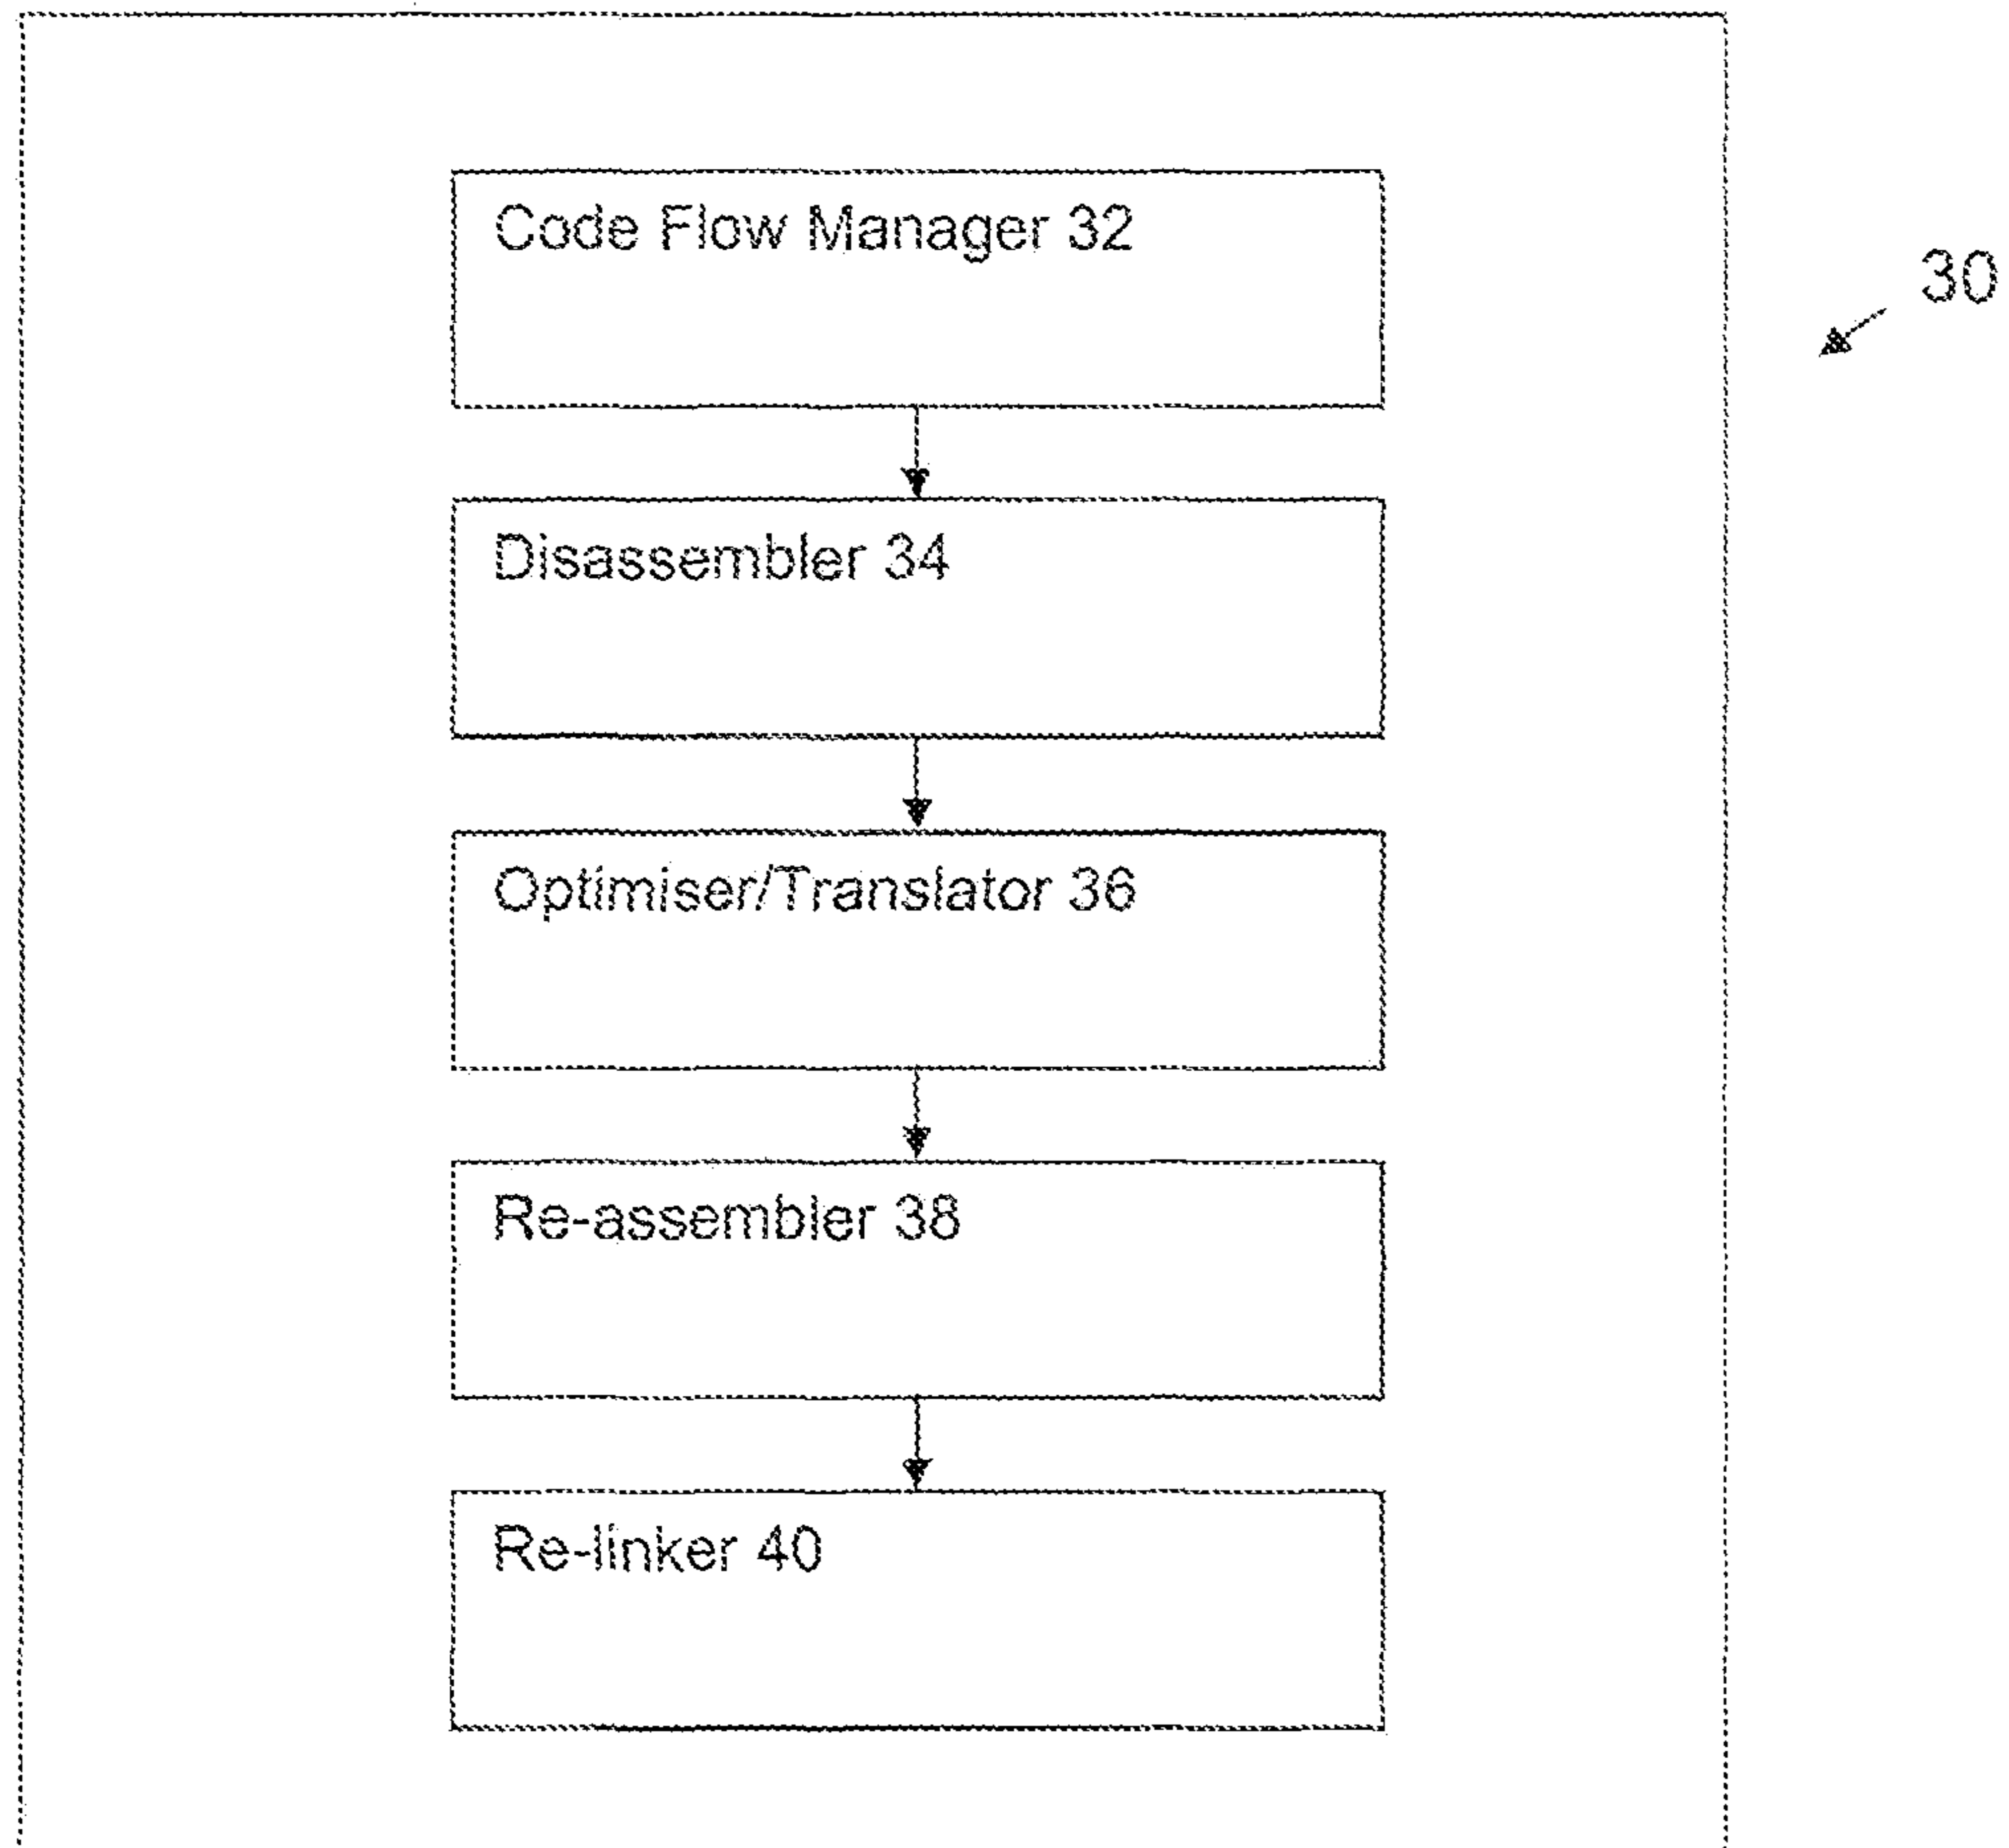 Code Flow Manager 32
30
Disassembler 34
Optimiser/Translator 36
Re-assembler 38
Re-linker 40